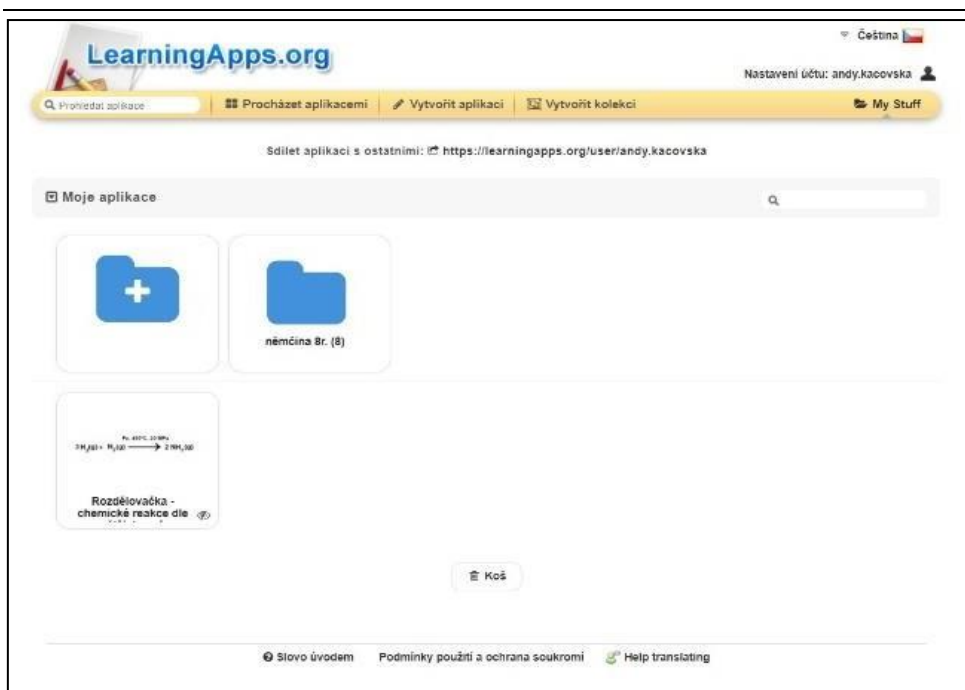 Čeština
LearningApps.org
Nastavení účtu: andy.kacovska
Prohledat aplikace
Procházet aplikacemi
Vytvořit aplikaci
Vytvořit kolekci
My Stuff
Sdílet aplikaci s ostatními: https://learningapps.org/user/andy.kacovska
Moje aplikace
němčina 8r. (8)
Rozdělovačka -
chemické reakce dle
Koš
Slovo úvodem
Podmínky použití a ochrana soukromí
Help translating